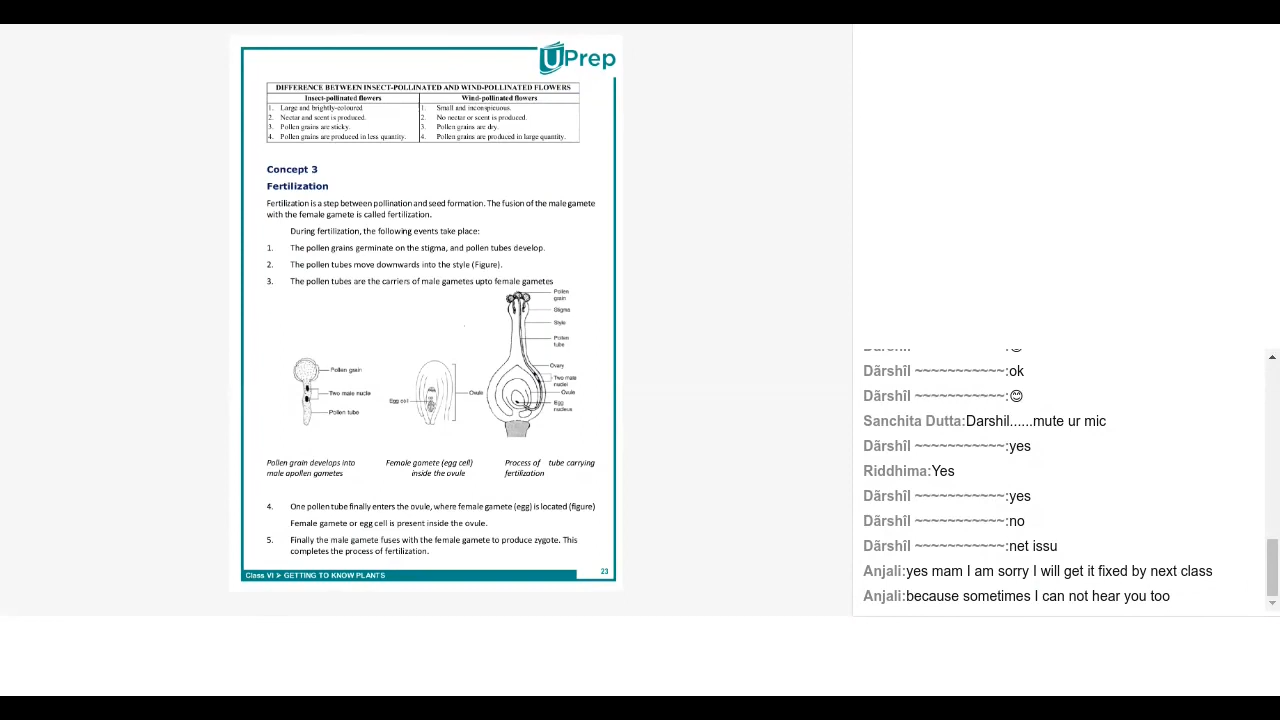 UPrep
DIFFERENCE BETWEEN INSECT-POLLINATED AND WIND-POLLINATED FLOWERS
Insect-pollinated flowers
Wind-pollinated flowers
1. Large and brightly-coloured
1. Small and inconspicuous.
2. Nectar and scent is produced.
2. No nectar or scent is produced.
3. Pollen grains are sticky.
3. Pollen grains are dry.
4. Pollen grains are produced in less quantity.
4. Pollen grains are produced in large quantity.
Concept 3
Fertilization
Fertilization is a step between pollination and seed formation. The fusion of the male gamete
with the female gamete is called fertilization.
During fertilization, the following events take place:
1. The pollen grains germinate on the stigma, and pollen tubes develop.
2. The pollen tubes move downwards into the style (Figure).
3. The pollen tubes are the carriers of male gametes upto female gametes
Pollen grain
Two male nucle
Pollen tube
Egg cell
Ovule
Pollen
grain
Stigma
Style
Pollen
tube
Ovary
Two male
nuclei
Ovule
Egg
nucleus
Pollen grain develops into
male apollen gametes
Female gamete (egg cell)
inside the ovule
Process of tube carrying
fertilization
4. One pollen tube finally enters the ovule, where female gamete (egg) is located (figure)
Female gamete or egg cell is present inside the ovule.
5. Finally the male gamete fuses with the female gamete to produce zygote. This
completes the process of fertilization.
Class VI ➤ GETTING TO KNOW PLANTS
23
Dãrshîl ~~~~~~~~~~~:ok
Dãrshîl ~~~~~~~~~~~:😊
Sanchita Dutta:Darshil......mute ur mic
Dãrshîl ~~~~~~~~~~~:yes
Riddhima:Yes
Dãrshîl ~~~~~~~~~~~:yes
Dãrshîl ~~~~~~~~~~~:no
Dãrshîl ~~~~~~~~~~~:net issu
Anjali:yes mam I am sorry I will get it fixed by next class
Anjali:because sometimes I can not hear you too